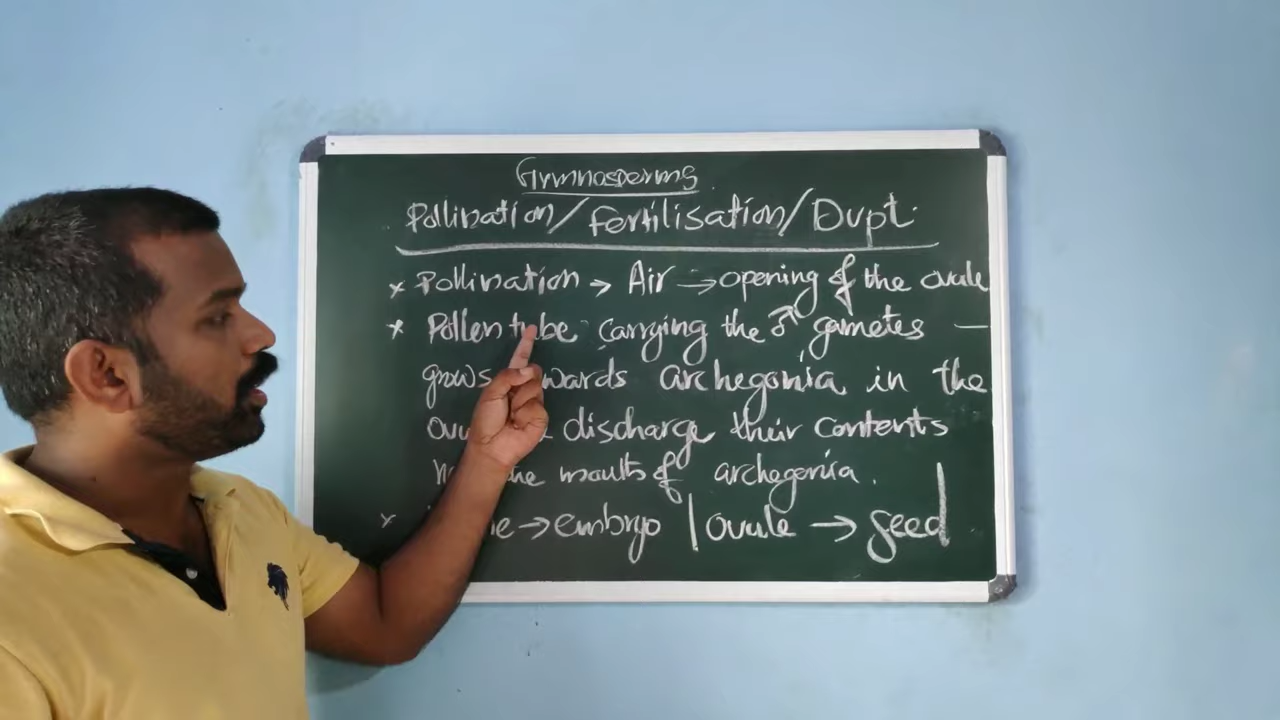 Gymnosperms
Pollination/Fertilisation/Dvpt.
* Pollination → Air → opening of the ovule
* Pollen tube carrying the ♂ gametes —
grows towards archegonia in the
discharge their contents
the mouths of archegonia.
* → embryo | ovule → seed